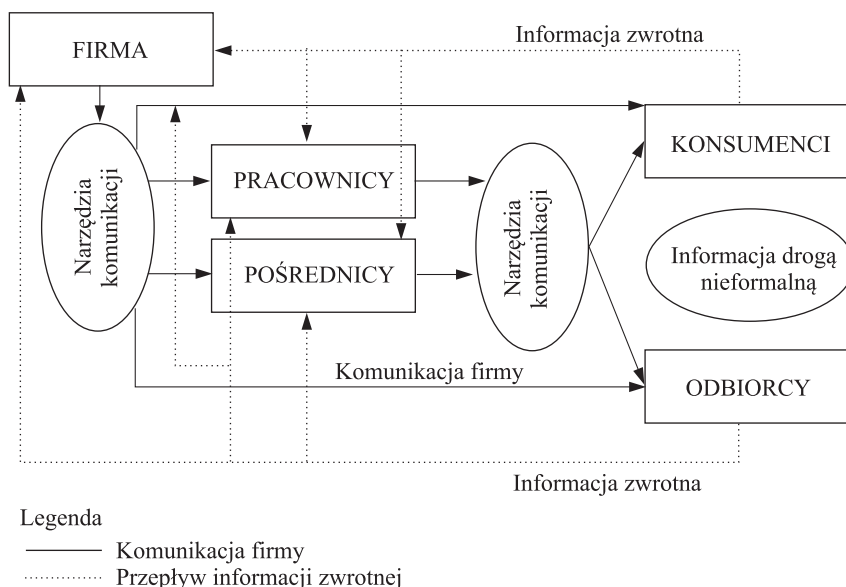 FIRMA
Informacja zwrotna
Narzędzia
komunikacji
PRACOWNICY
POŚREDNICY
Narzędzia
komunikacji
KONSUMENCI
Informacja drogą
nieformalną
Komunikacja firmy
ODBIORCY
Informacja zwrotna
Legenda
Komunikacja firmy
Przepływ informacji zwrotnej